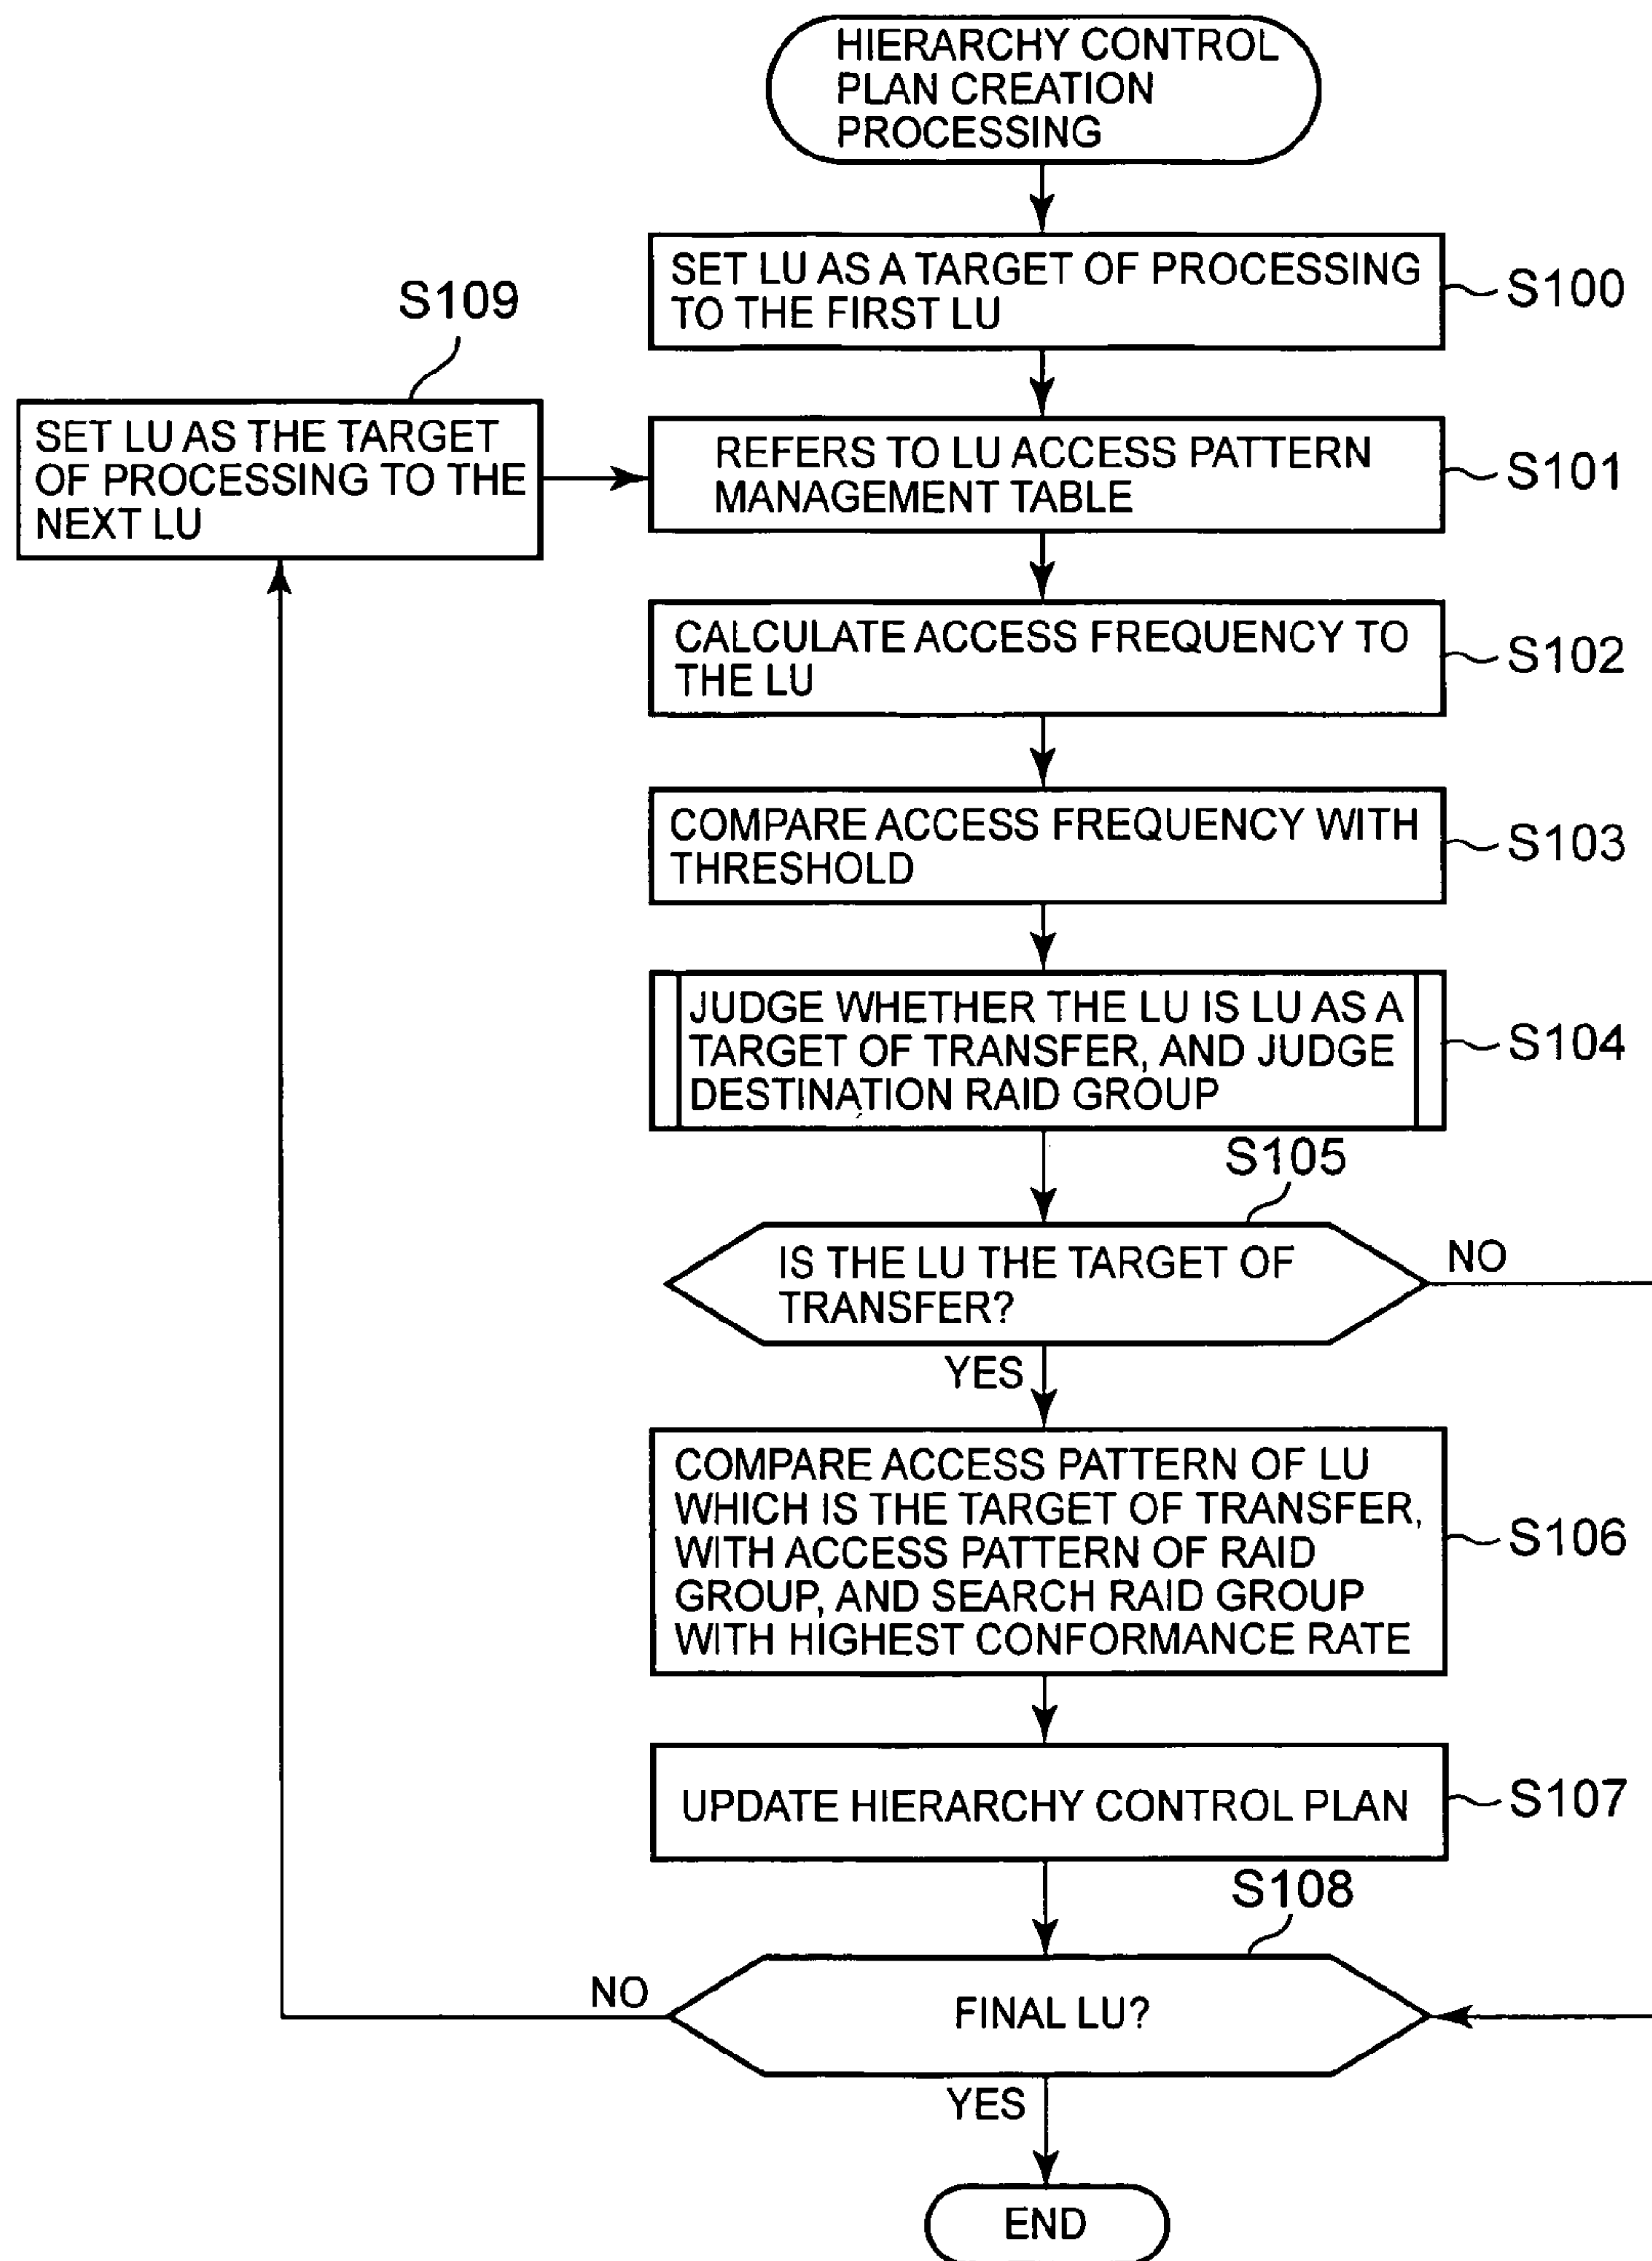 HIERARCHY CONTROL
PLAN CREATION
PROCESSING
SET LU AS A TARGET OF PROCESSING
TO THE FIRST LU
S100
S109
SET LU AS THE TARGET
OF PROCESSING TO THE
NEXT LU
REFERS TO LU ACCESS PATTERN
MANAGEMENT TABLE
S101
CALCULATE ACCESS FREQUENCY TO
THE LU
S102
COMPARE ACCESS FREQUENCY WITH
THRESHOLD
S103
JUDGE WHETHER THE LU IS LU AS A
TARGET OF TRANSFER, AND JUDGE
DESTINATION RAID GROUP
S104
S105
IS THE LU THE TARGET OF
TRANSFER?
NO
YES
COMPARE ACCESS PATTERN OF LU
WHICH IS THE TARGET OF TRANSFER,
WITH ACCESS PATTERN OF RAID
GROUP, AND SEARCH RAID GROUP
WITH HIGHEST CONFORMANCE RATE
S106
UPDATE HIERARCHY CONTROL PLAN
S107
S108
FINAL LU?
NO
YES
END